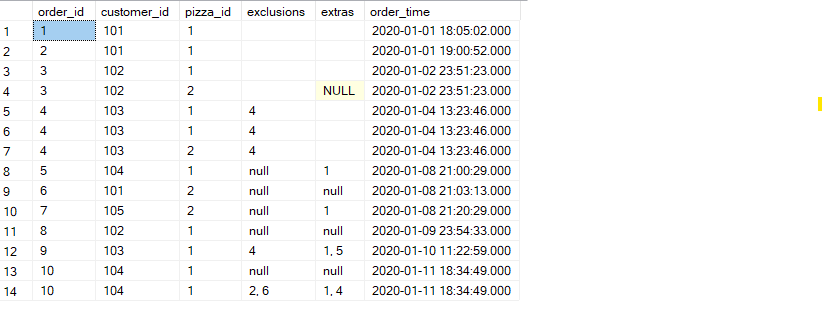 order_id customer_id pizza_id exclusions extras order_time
1 1 101 1 2020-01-01 18:05:02.000
2 2 101 1 2020-01-01 19:00:52.000
3 3 102 1 2020-01-02 23:51:23.000
4 3 102 2 NULL 2020-01-02 23:51:23.000
5 4 103 1 4 2020-01-04 13:23:46.000
6 4 103 1 4 2020-01-04 13:23:46.000
7 4 103 2 4 2020-01-04 13:23:46.000
8 5 104 1 null 1 2020-01-08 21:00:29.000
9 6 101 2 null null 2020-01-08 21:03:13.000
10 7 105 2 null 1 2020-01-08 21:20:29.000
11 8 102 1 null null 2020-01-09 23:54:33.000
12 9 103 1 4 1, 5 2020-01-10 11:22:59.000
13 10 104 1 null null 2020-01-11 18:34:49.000
14 10 104 1 2, 6 1, 4 2020-01-11 18:34:49.000